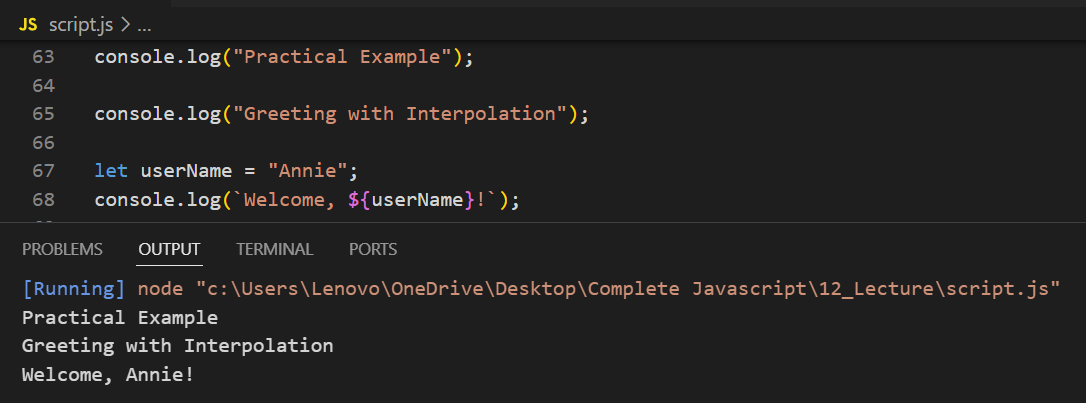 JS script.js > ...
63 console.log("Practical Example");
64
65 console.log("Greeting with Interpolation");
66
67 let userName = "Annie";
68 console.log(`Welcome, ${userName}!`);
PROBLEMS OUTPUT TERMINAL PORTS
[Running] node "c:\Users\Lenovo\OneDrive\Desktop\Complete Javascript\12_Lecture\script.js"
Practical Example
Greeting with Interpolation
Welcome, Annie!